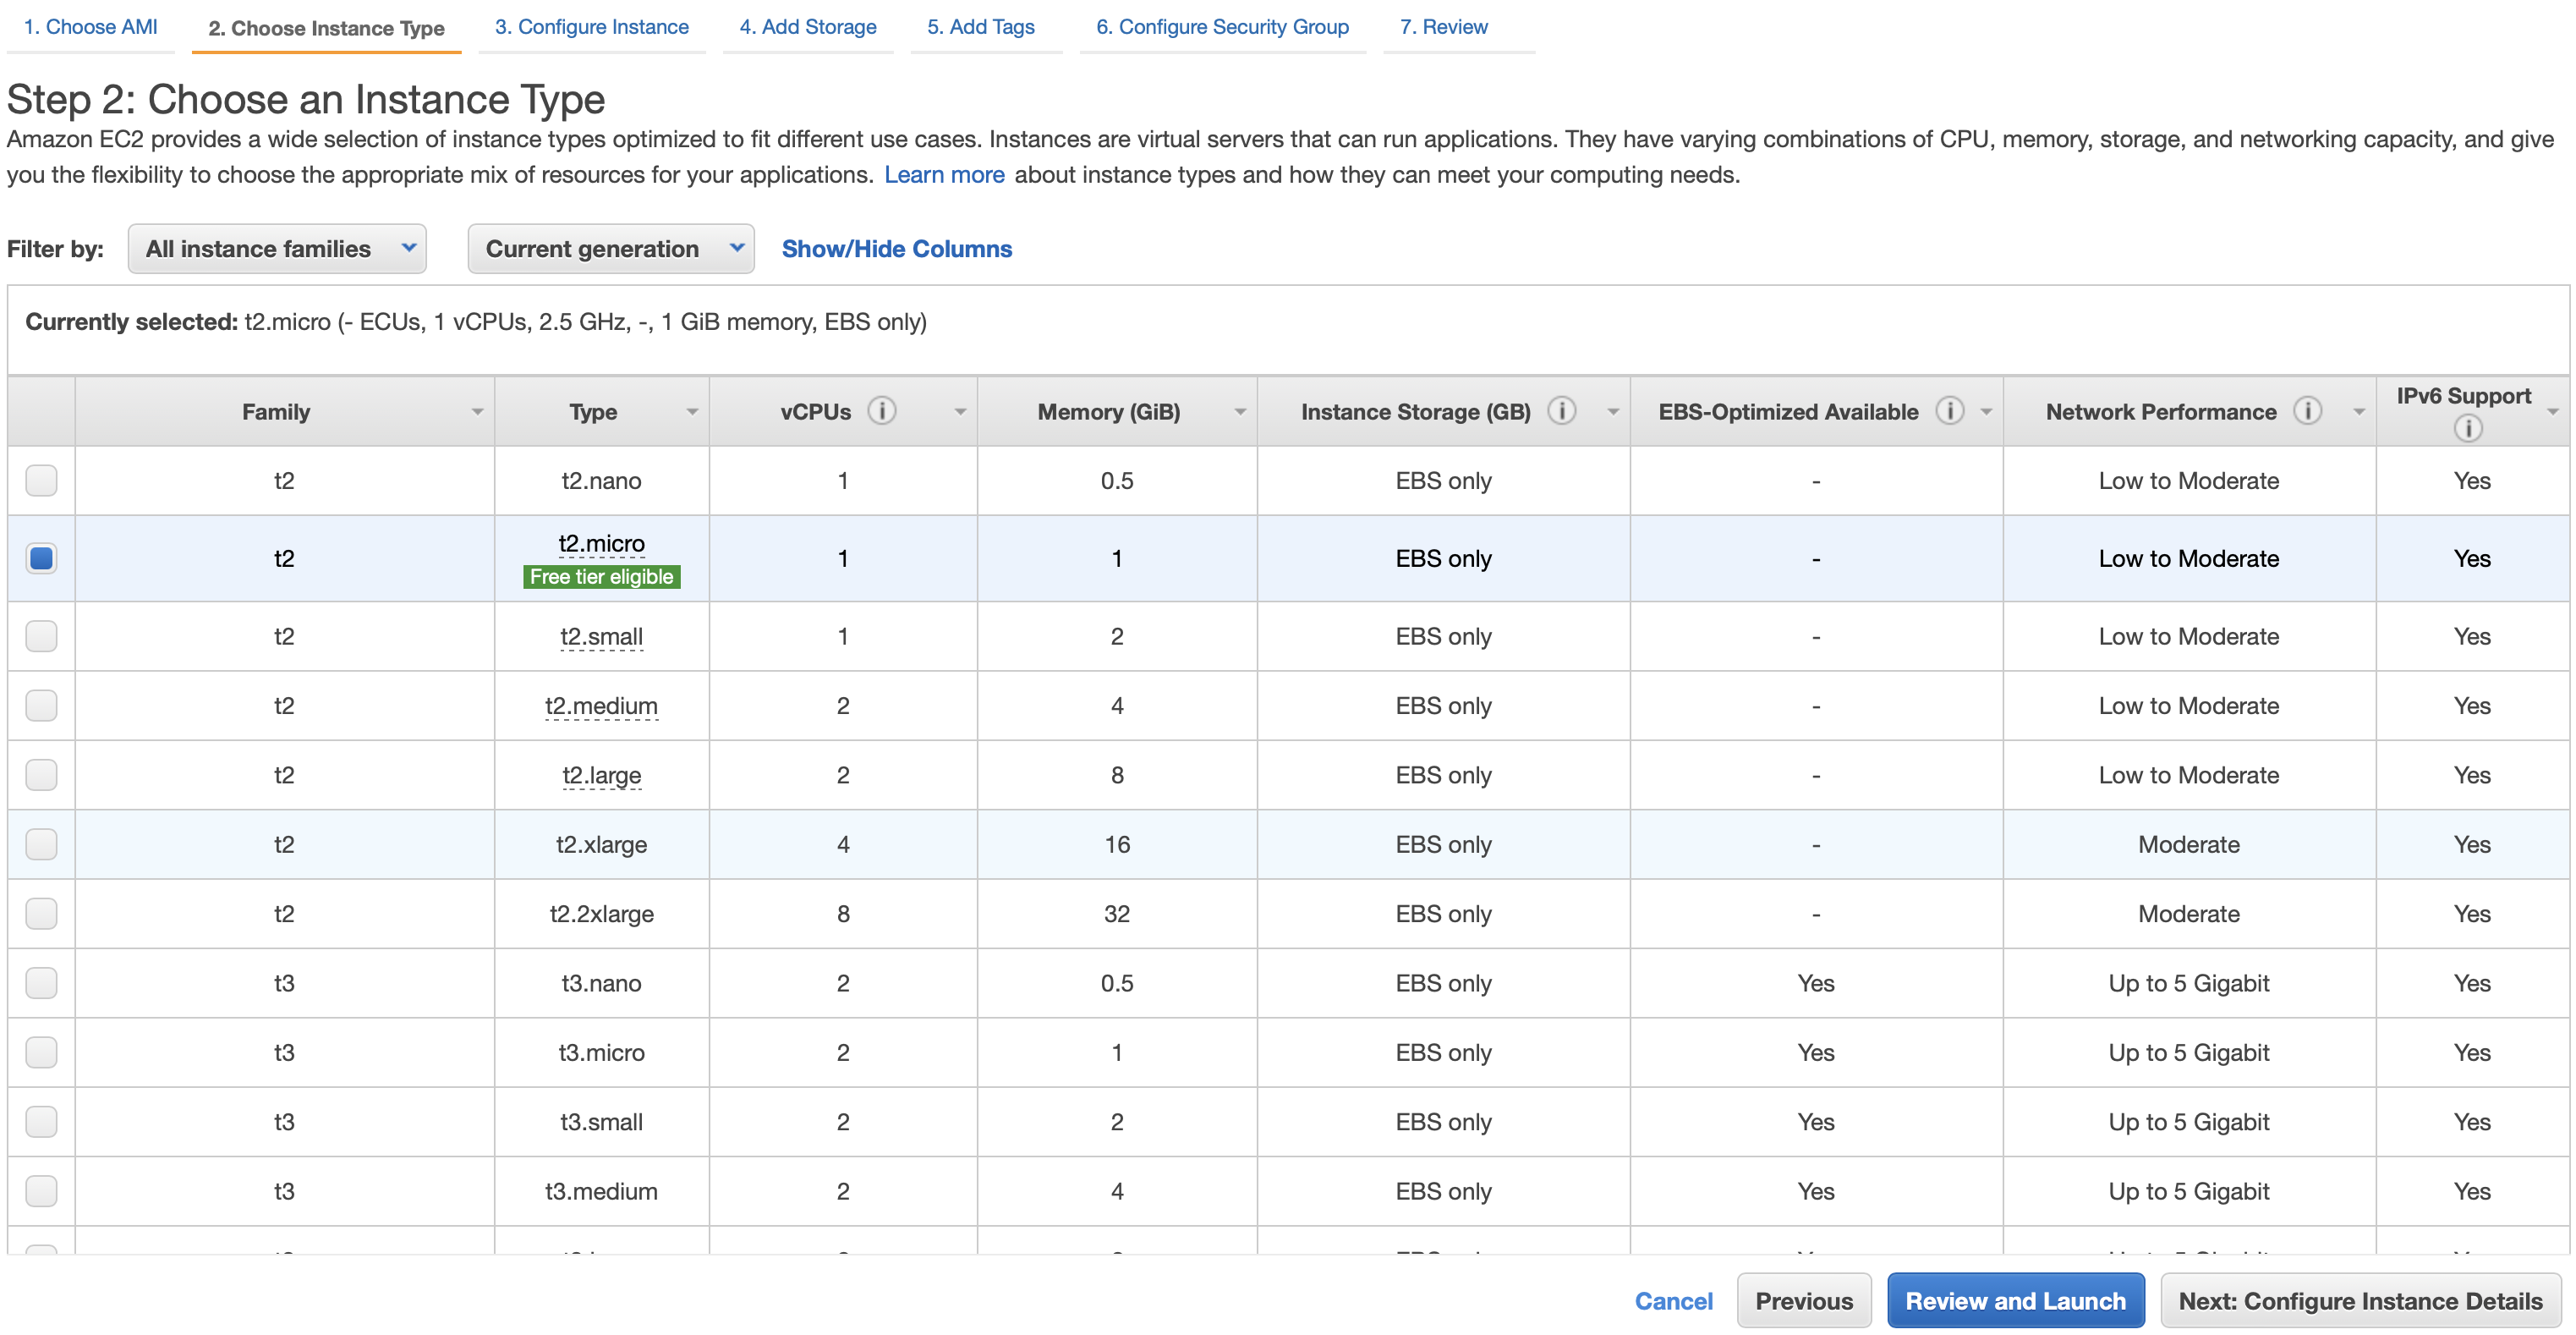 1. Choose AMI 2. Choose Instance Type 3. Configure Instance 4. Add Storage 5. Add Tags 6. Configure Security Group 7. Review
Step 2: Choose an Instance Type
Amazon EC2 provides a wide selection of instance types optimized to fit different use cases. Instances are virtual servers that can run applications. They have varying combinations of CPU, memory, storage, and networking capacity, and give
you the flexibility to choose the appropriate mix of resources for your applications. Learn more about instance types and how they can meet your computing needs.
Filter by: All instance families Current generation Show/Hide Columns
Currently selected: t2.micro (- ECUs, 1 vCPUs, 2.5 GHz, -, 1 GiB memory, EBS only)
Family Type vCPUs Memory (GiB) Instance Storage (GB) EBS-Optimized Available Network Performance IPv6 Support
t2 t2.nano 1 0.5 EBS only - Low to Moderate Yes
t2 t2.micro 1 1 EBS only - Low to Moderate Yes
Free tier eligible
t2 t2.small 1 2 EBS only - Low to Moderate Yes
t2 t2.medium 2 4 EBS only - Low to Moderate Yes
t2 t2.large 2 8 EBS only - Low to Moderate Yes
t2 t2.xlarge 4 16 EBS only - Moderate Yes
t2 t2.2xlarge 8 32 EBS only - Moderate Yes
t3 t3.nano 2 0.5 EBS only Yes Up to 5 Gigabit Yes
t3 t3.micro 2 1 EBS only Yes Up to 5 Gigabit Yes
t3 t3.small 2 2 EBS only Yes Up to 5 Gigabit Yes
t3 t3.medium 2 4 EBS only Yes Up to 5 Gigabit Yes
Cancel Previous Review and Launch Next: Configure Instance Details